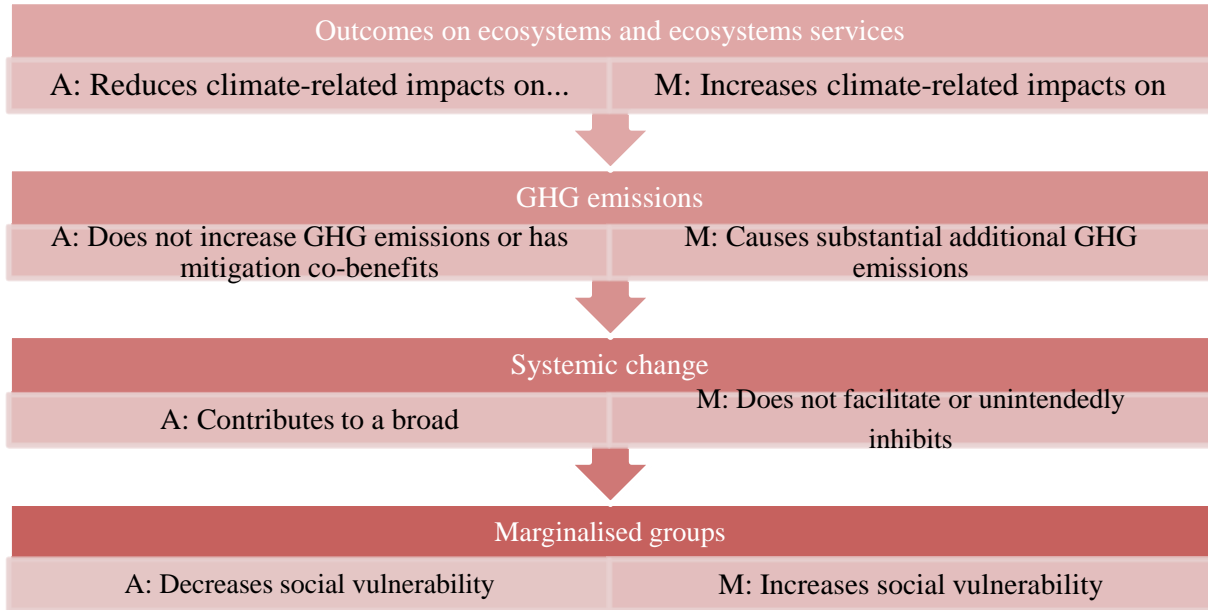 Outcomes on ecosystems and ecosystems services
A: Reduces climate-related impacts on...
M: Increases climate-related impacts on
GHG emissions
A: Does not increase GHG emissions or has
mitigation co-benefits
M: Causes substantial additional GHG
emissions
Systemic change
A: Contributes to a broad
M: Does not facilitate or unintendedly
inhibits
Marginalised groups
A: Decreases social vulnerability
M: Increases social vulnerability